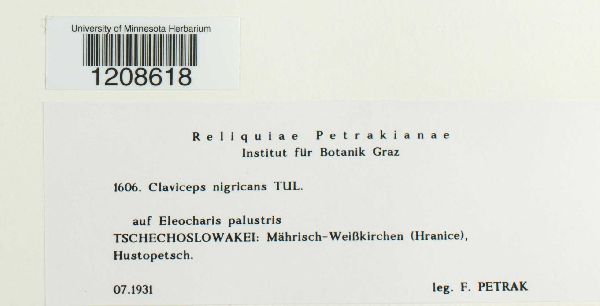 University of Minnesota Herbarium
1208618
Reliquiae Petrakianae
Institut für Botanik Graz
1606. Claviceps nigricans TUL.
auf Eleocharis palustris
TSCHECHOSLOWAKEI: Mährisch-Weißkirchen (Hranice),
Hustopetsch.
07.1931 leg. F. PETRAK